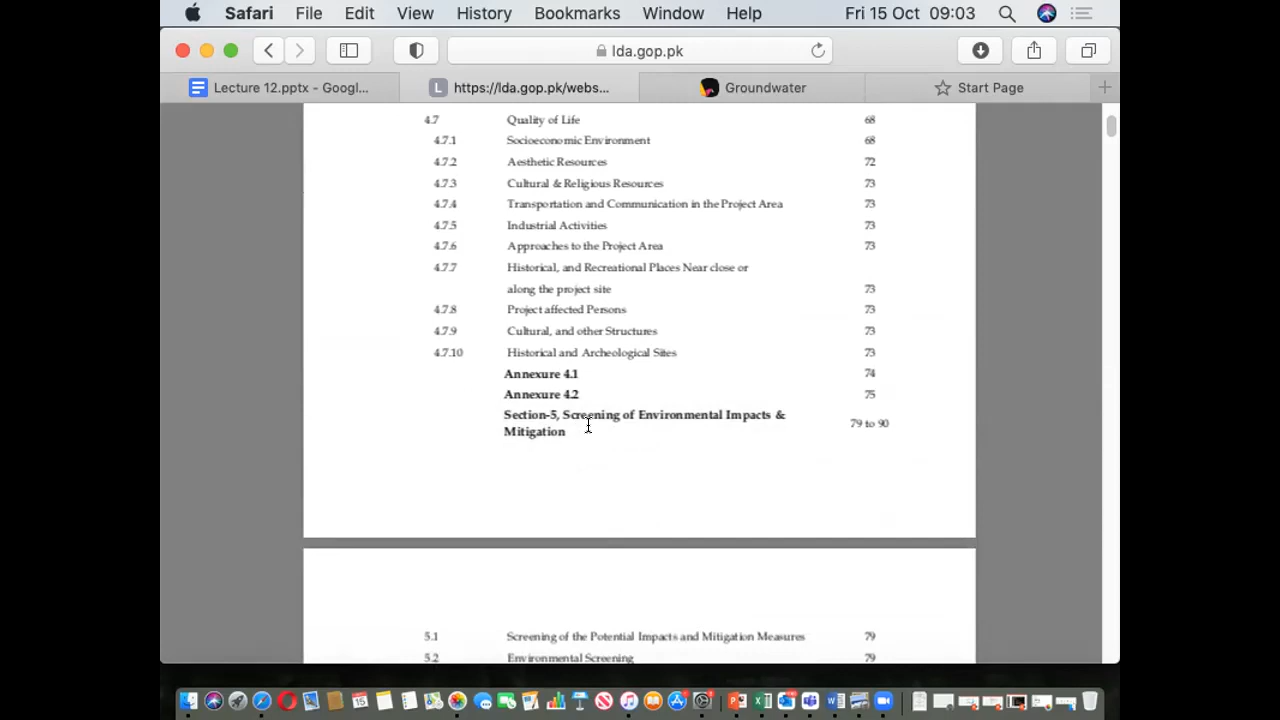 Safari File Edit View History Bookmarks Window Help Fri 15 Oct 09:03
lda.gop.pk
Lecture 12.pptx - Googl... L https://lda.gop.pk/webs... Groundwater Start Page
4.7 Quality of Life 68
4.7.1 Socioeconomic Environment 68
4.7.2 Aesthetic Resources 72
4.7.3 Cultural & Religious Resources 73
4.7.4 Transportation and Communication in the Project Area 73
4.7.5 Industrial Activities 73
4.7.6 Approaches to the Project Area 73
4.7.7 Historical, and Recreational Places Near close or
along the project site 73
4.7.8 Project affected Persons 73
4.7.9 Cultural, and other Structures 73
4.7.10 Historical and Archeological Sites 73
Annexure 4.1 74
Annexure 4.2 75
Section-5, Screening of Environmental Impacts &
Mitigation 79 to 90
5.1 Screening of the Potential Impacts and Mitigation Measures 79
5.2 Environmental Screening 79
15